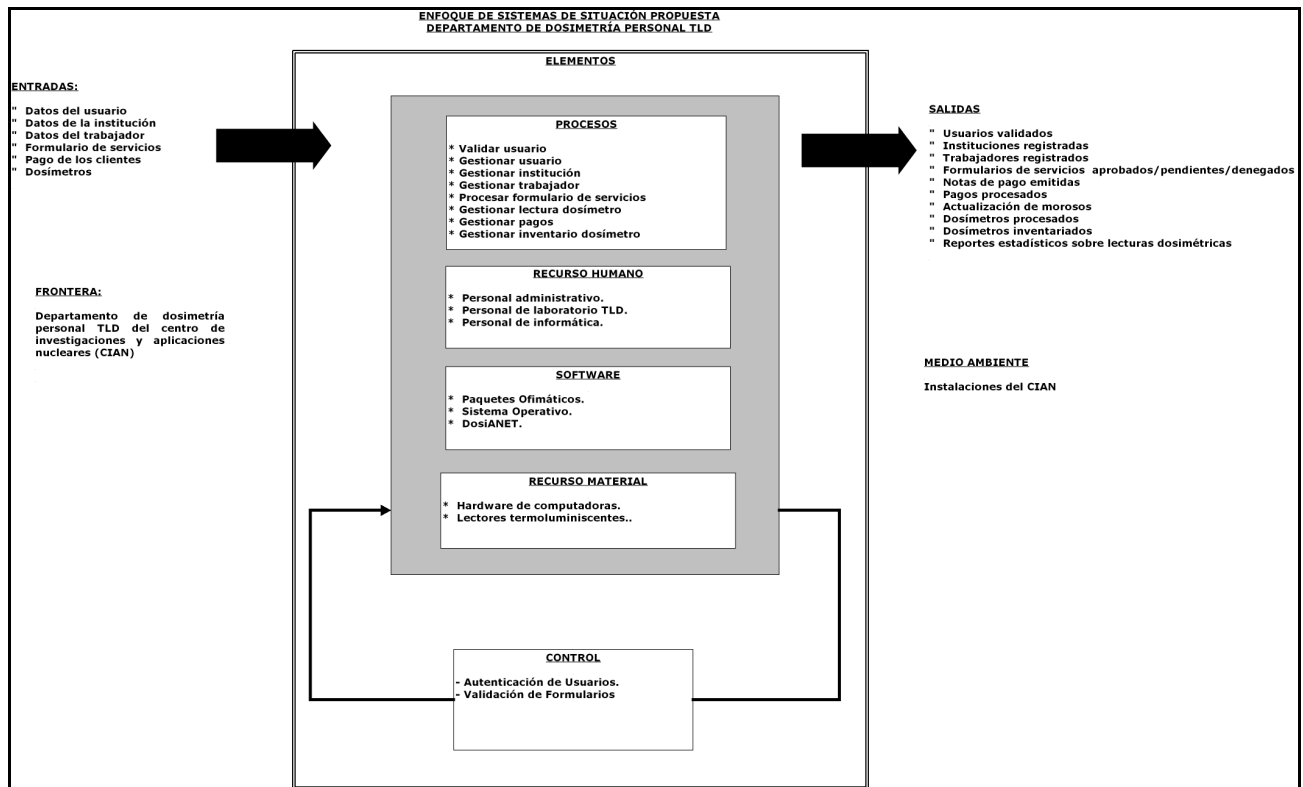 ENFOQUE DE SISTEMAS DE SITUACIÓN PROPUESTA
DEPARTAMENTO DE DOSIMETRÍA PERSONAL TLD
ELEMENTOS
ENTRADAS:
" Datos del usuario
" Datos de la institución
" Datos del trabajador
" Formulario de servicios
" Pago de los clientes
" Dosímetros
FRONTERA:
Departamento de dosimetría
personal TLD del centro de
investigaciones y aplicaciones
nucleares (CIAN)
PROCESOS
* Validar usuario
* Gestionar usuario
* Gestionar institución
* Gestionar trabajador
* Procesar formulario de servicios
* Gestionar lectura dosímetro
* Gestionar pagos
* Gestionar inventario dosímetro
RECURSO HUMANO
* Personal administrativo.
* Personal de laboratorio TLD.
* Personal de informática.
SOFTWARE
* Paquetes Ofimáticos.
* Sistema Operativo.
* DosiANET.
RECURSO MATERIAL
* Hardware de computadoras.
* Lectores termoluminiscentes..
CONTROL
- Autenticación de Usuarios.
- Validación de Formularios
SALIDAS
" Usuarios validados
" Instituciones registradas
" Trabajadores registrados
" Formularios de servicios aprobados/pendientes/denegados
" Notas de pago emitidas
" Pagos procesados
" Actualización de morosos
" Dosímetros procesados
" Dosímetros inventariados
" Reportes estadísticos sobre lecturas dosimétricas
MEDIO AMBIENTE
Instalaciones del CIAN